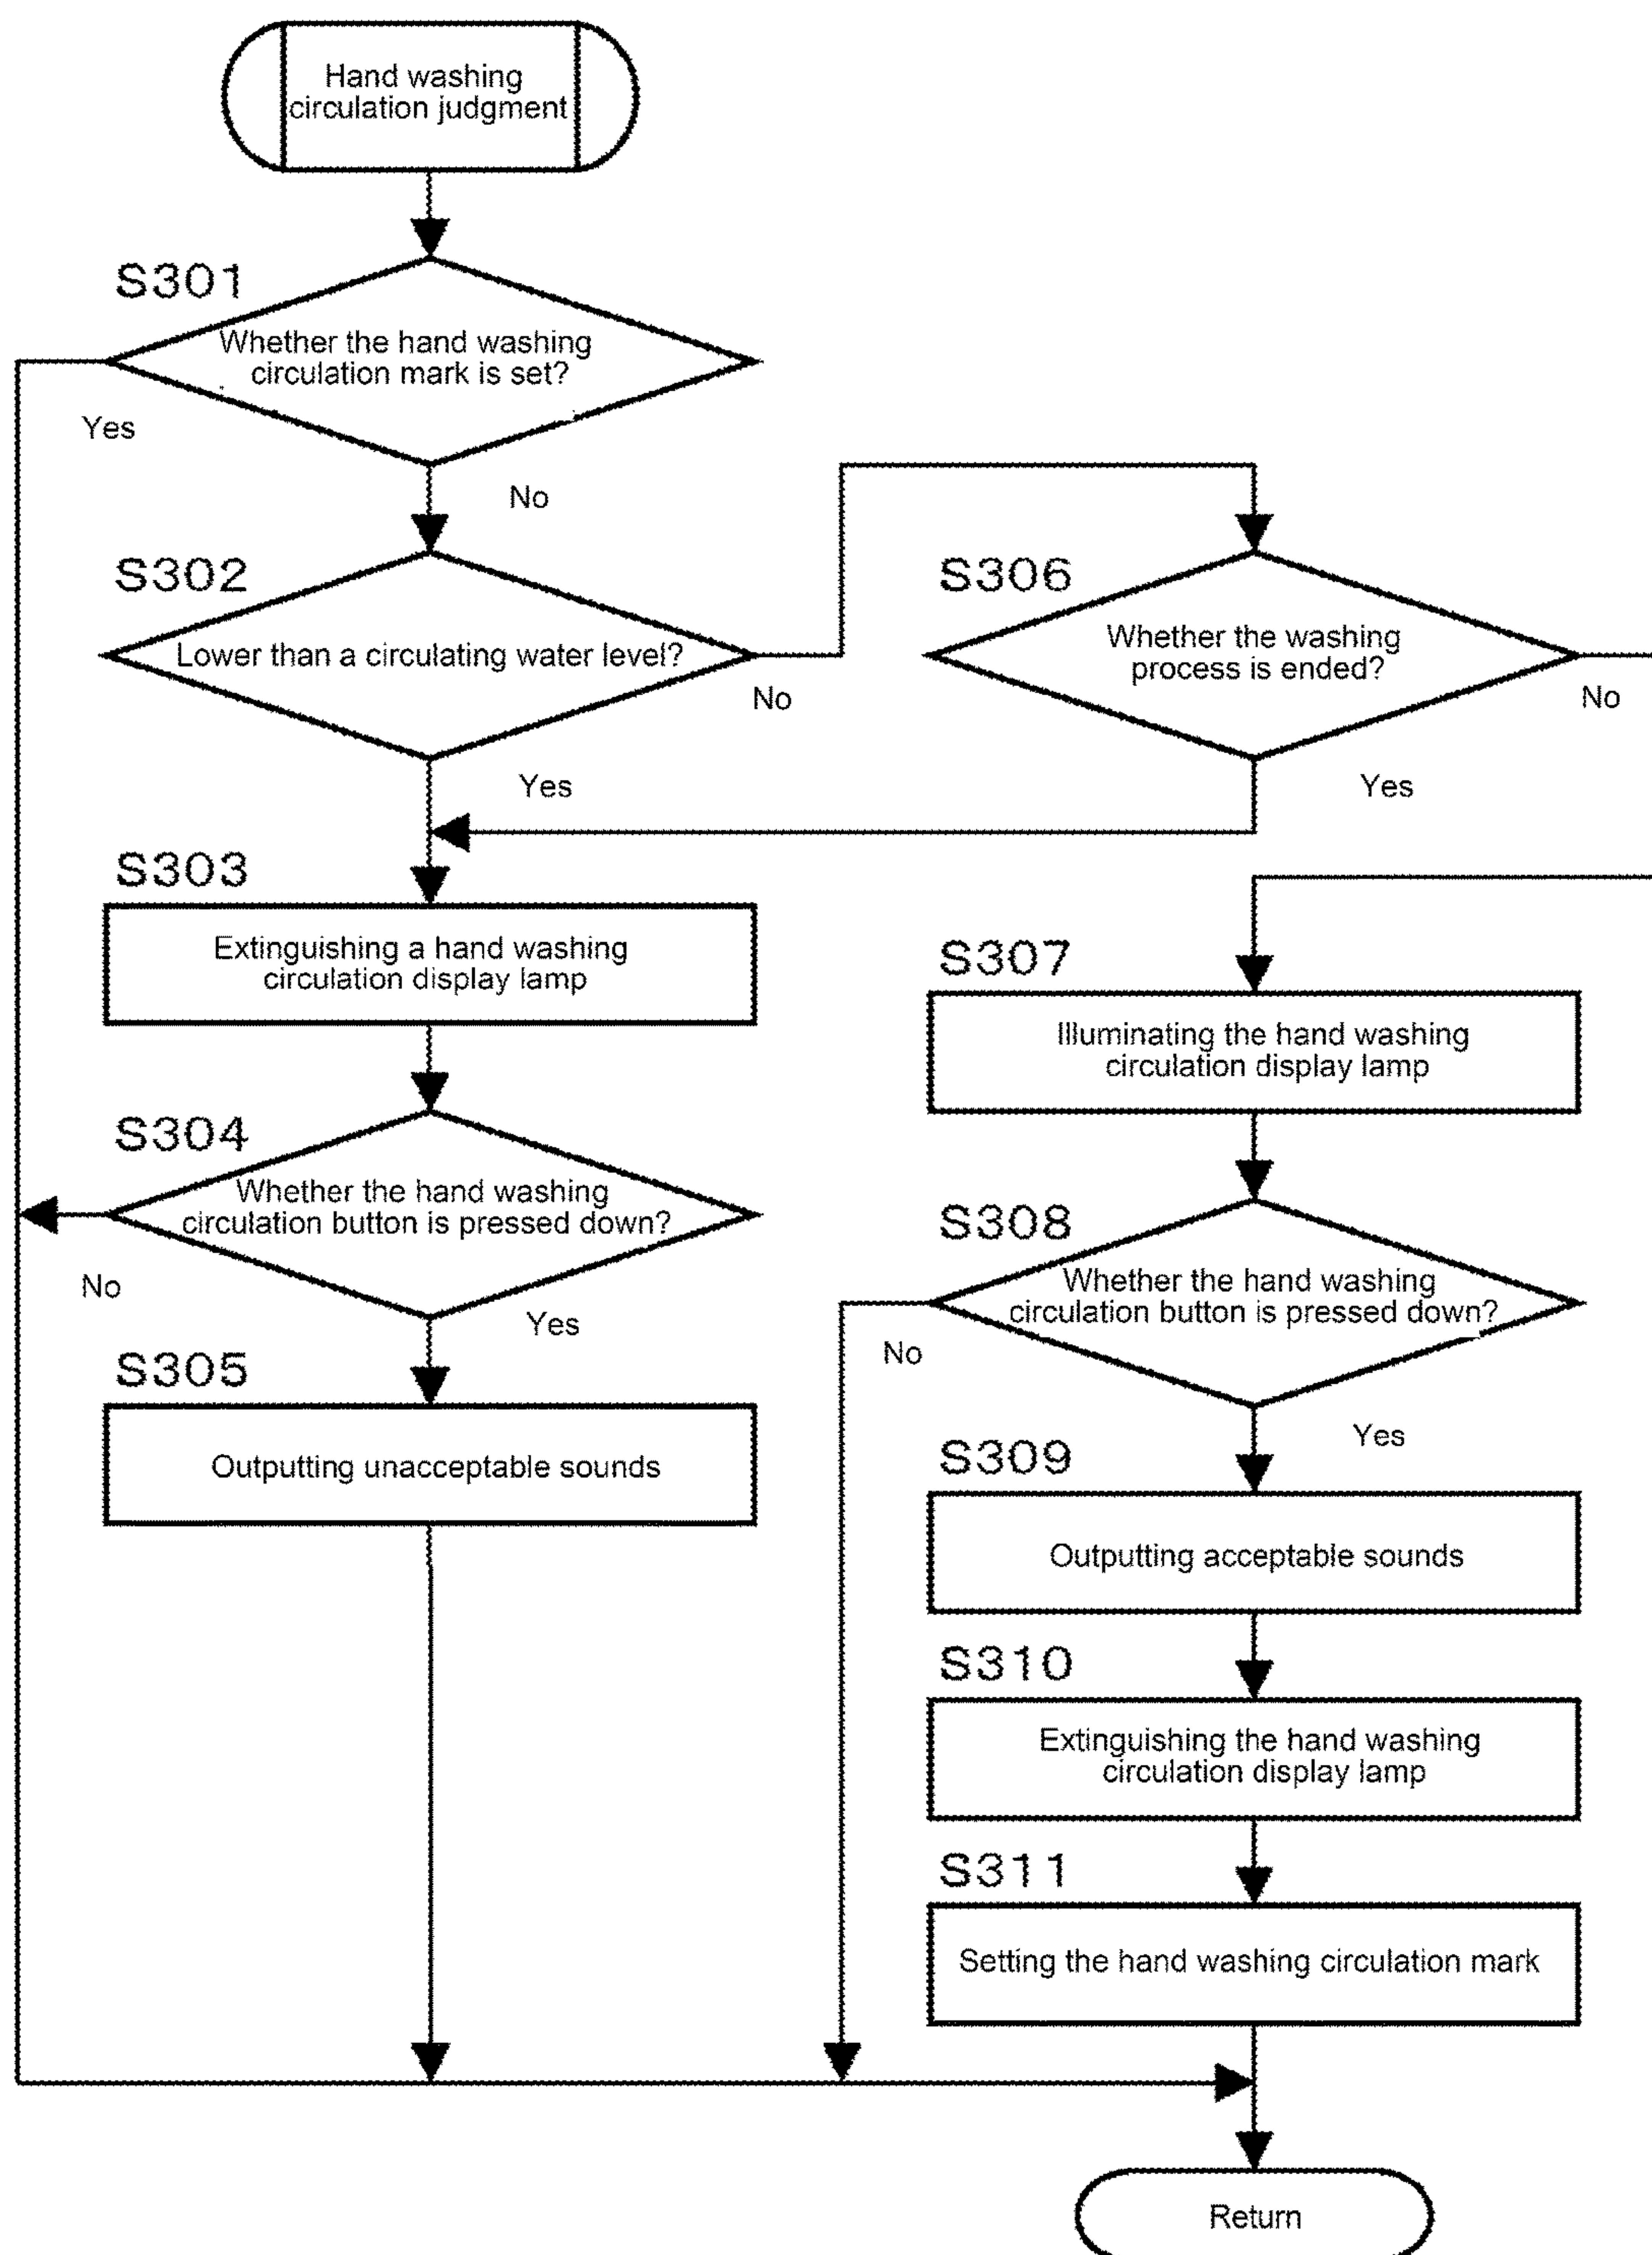 Hand washing
circulation judgment
S301
Whether the hand washing
circulation mark is set?
Yes
No
S302
Lower than a circulating water level?
No
Yes
S306
Whether the washing
process is ended?
No
Yes
S303
Extinguishing a hand washing
circulation display lamp
S304
Whether the hand washing
circulation button is pressed down?
No
Yes
S305
Outputting unacceptable sounds
S307
Illuminating the hand washing
circulation display lamp
S308
Whether the hand washing
circulation button is pressed down?
No
Yes
S309
Outputting acceptable sounds
S310
Extinguishing the hand washing
circulation display lamp
S311
Setting the hand washing circulation mark
Return